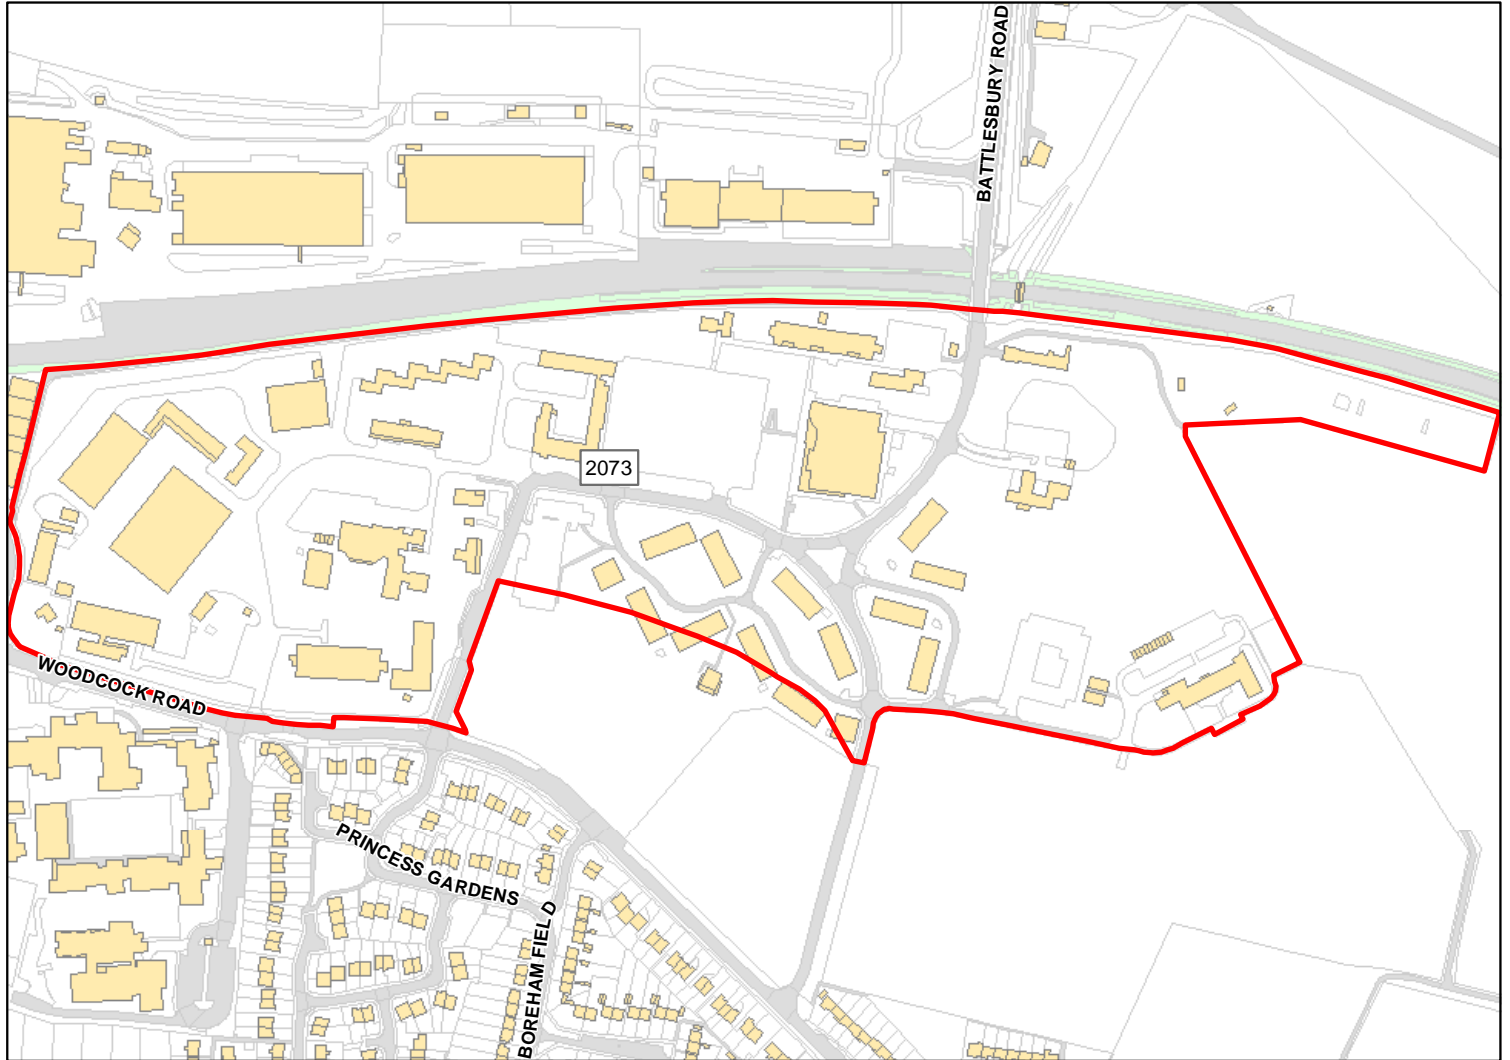 BATTLESBURY ROAD
2073
WOODCOCK ROAD
PRINCESS GARDENS
BOREHAM FIELD